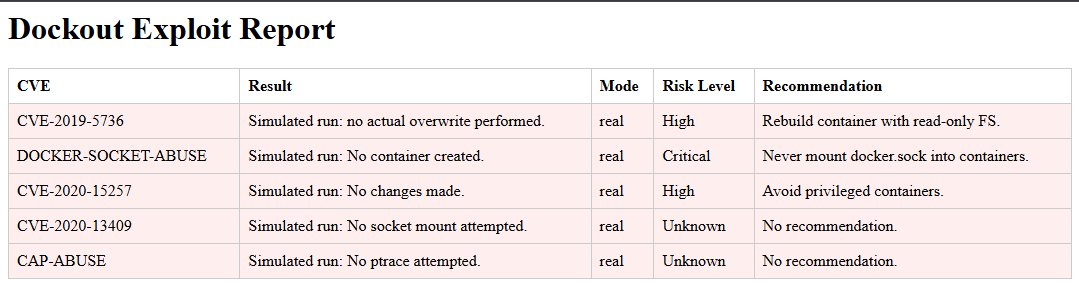 Dockout Exploit Report
CVE Result Mode Risk Level Recommendation
CVE-2019-5736 Simulated run: no actual overwrite performed. real High Rebuild container with read-only FS.
DOCKER-SOCKET-ABUSE Simulated run: No container created. real Critical Never mount docker.sock into containers.
CVE-2020-15257 Simulated run: No changes made. real High Avoid privileged containers.
CVE-2020-13409 Simulated run: No socket mount attempted. real Unknown No recommendation.
CAP-ABUSE Simulated run: No ptrace attempted. real Unknown No recommendation.